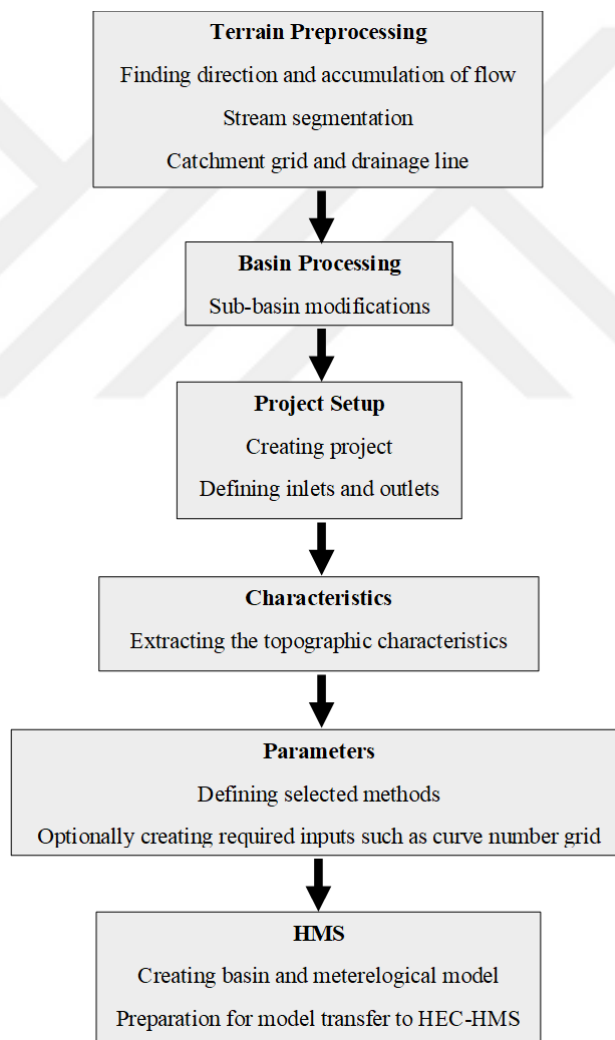 Terrain Preprocessing
Finding direction and accumulation of flow
Stream segmentation
Catchment grid and drainage line
Basin Processing
Sub-basin modifications
Project Setup
Creating project
Defining inlets and outlets
Characteristics
Extracting the topographic characteristics
Parameters
Defining selected methods
Optionally creating required inputs such as curve number grid
HMS
Creating basin and meterelogical model
Preparation for model transfer to HEC-HMS